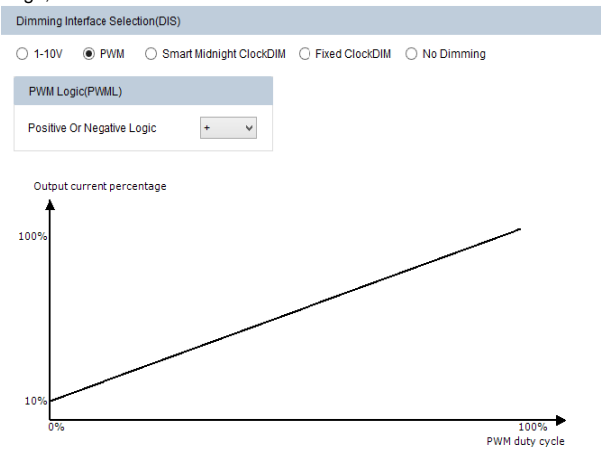 Dimming Interface Selection(DIS)
1-10V PWM Smart Midnight ClockDIM Fixed ClockDIM No Dimming
PWM Logic(PWML)
Positive Or Negative Logic +
Output current percentage
100%
10%
0% 100%
PWM duty cycle